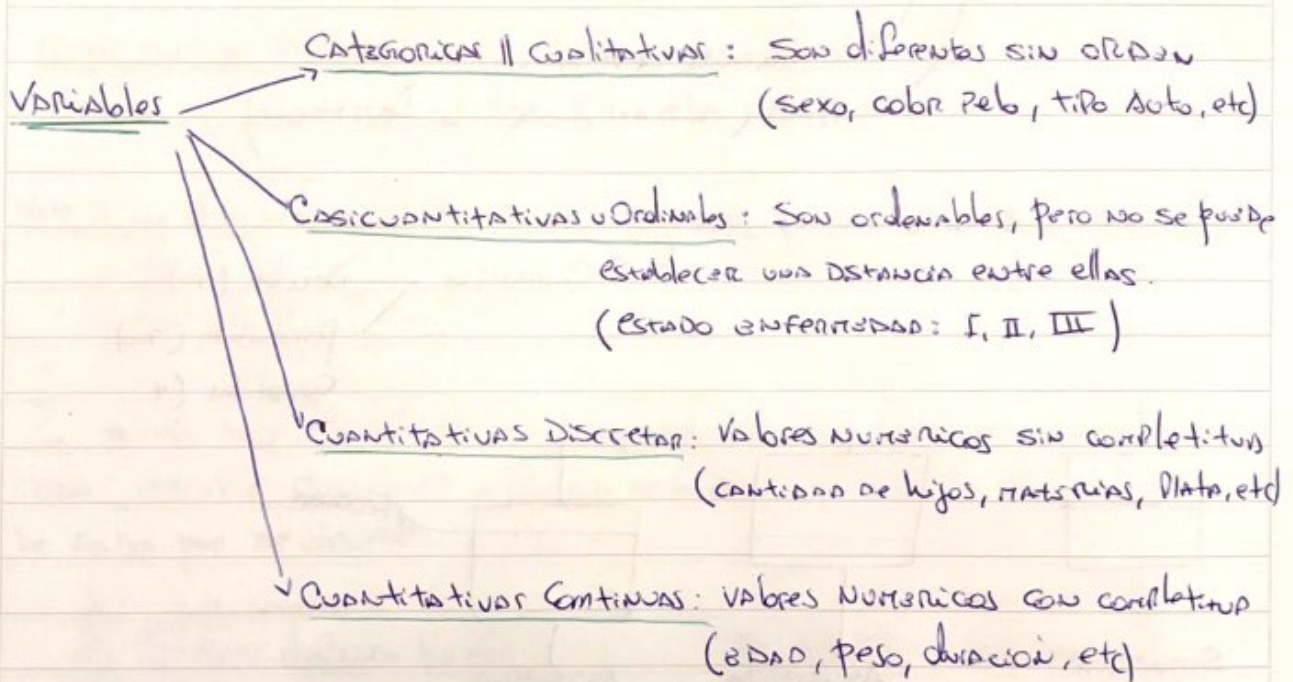 Variables
Categoricas || Cualitativas: Son diferentes sin orden
(sexo, color pelo, tipo auto, etc)
Casicuantitativas u Ordinales: Son ordenables, pero no se puede
establecer una distancia entre ellas.
(estado enfermedad: I, II, III)
Cuantitativas Discretas: Valores numericos sin completitud
(cantidad de hijos, materias, plata, etc)
Cuantitativas Continuas: valores numericos con completitud
(edad, peso, duración, etc)